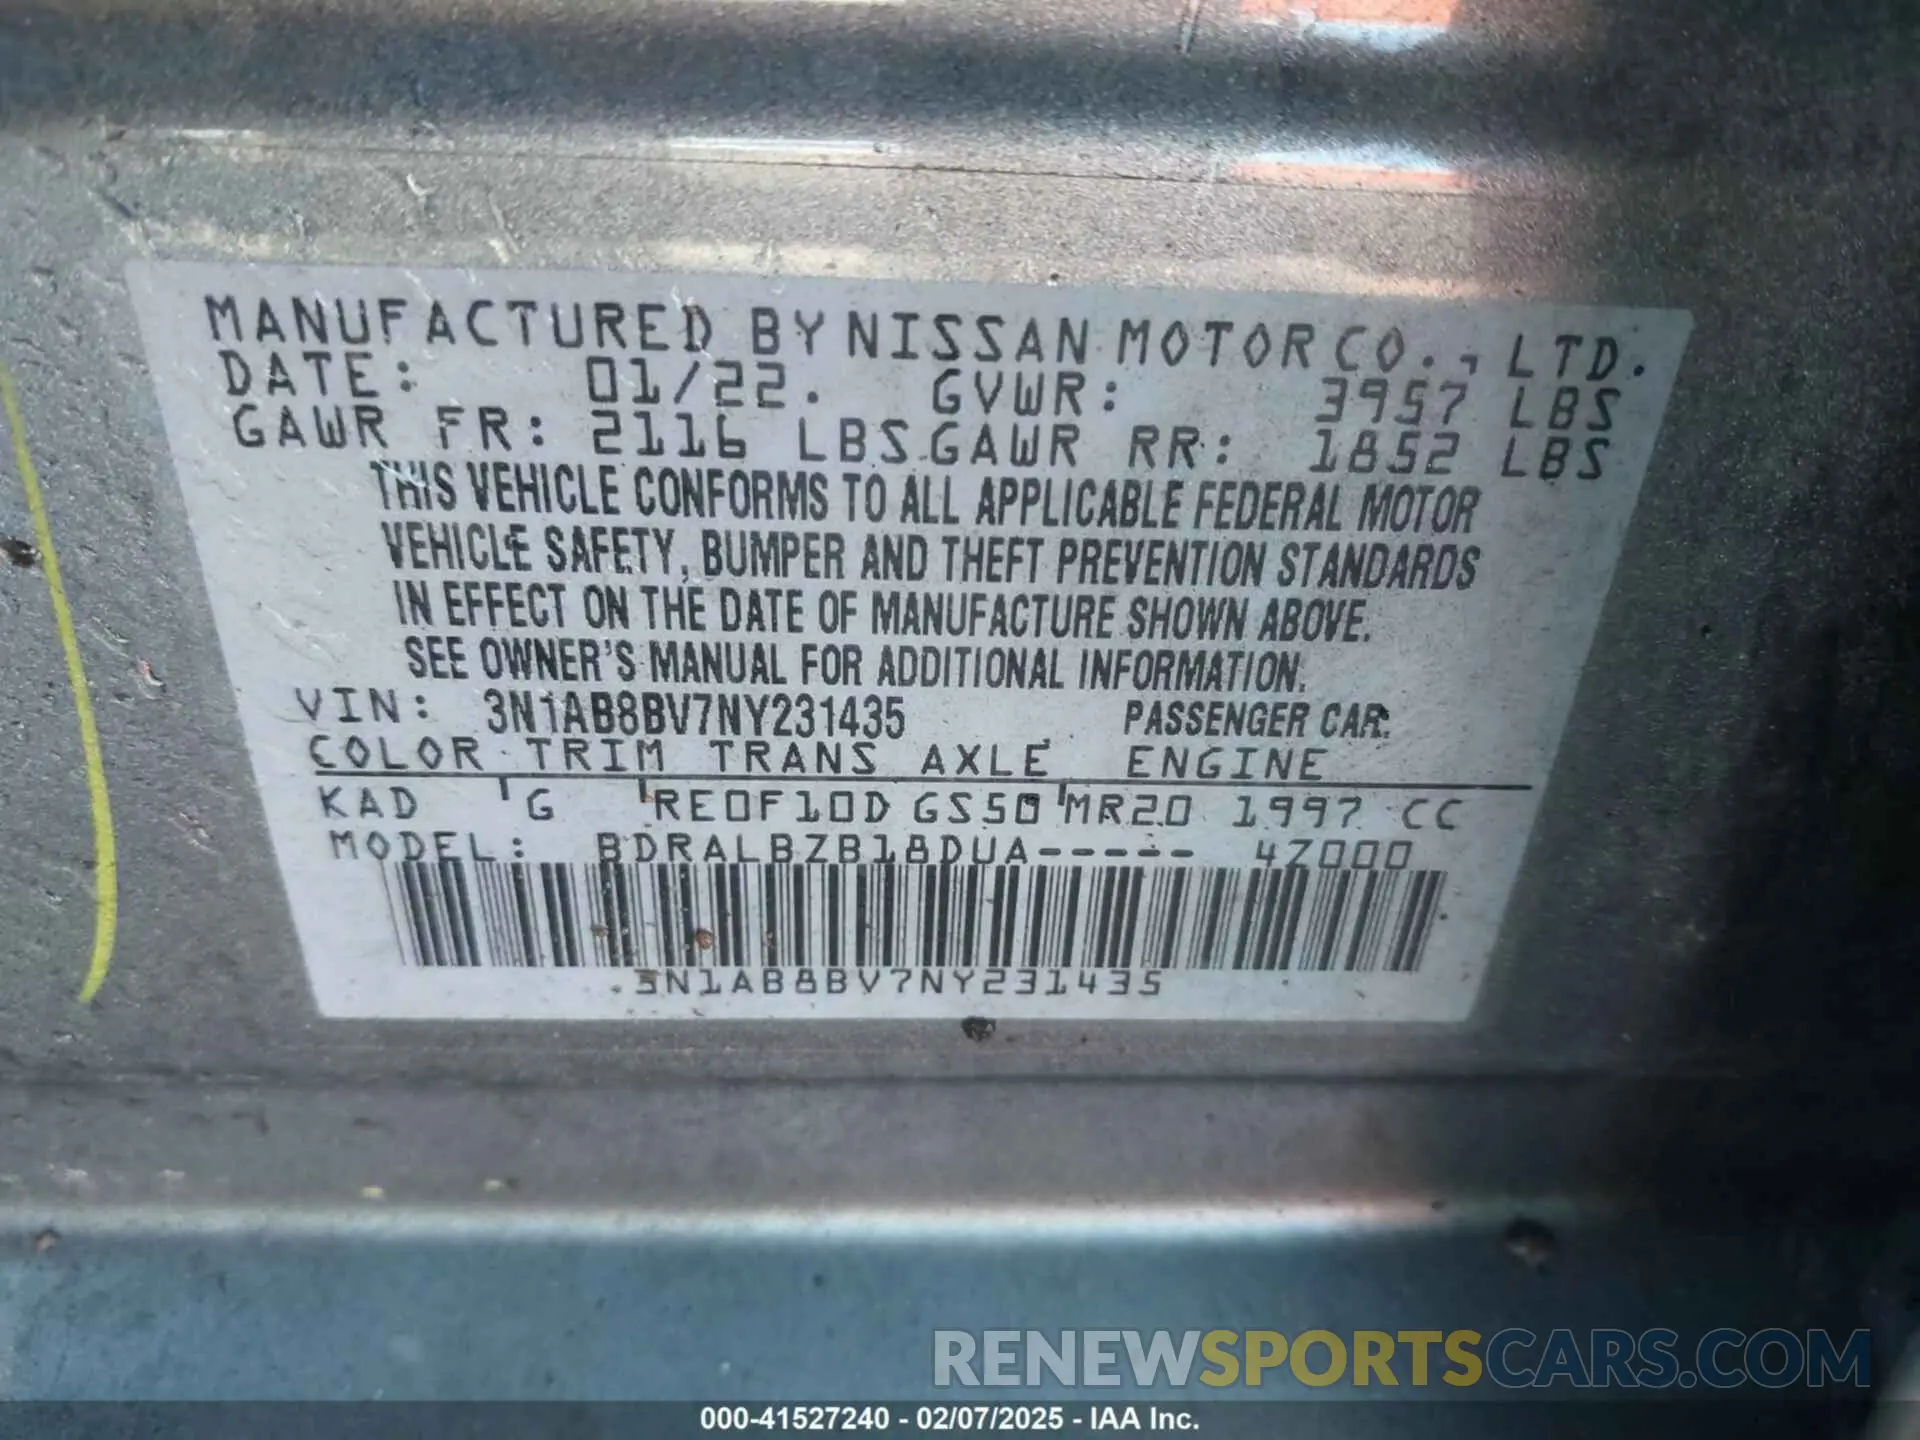 MANUFACTURED BY NISSAN MOTOR CO., LTD.
DATE: 01/22. GVWR: 3957 LBS
GAWR FR: 2116 LBS GAWR RR: 1852 LBS
THIS VEHICLE CONFORMS TO ALL APPLICABLE FEDERAL MOTOR
VEHICLE SAFETY, BUMPER AND THEFT PREVENTION STANDARDS
IN EFFECT ON THE DATE OF MANUFACTURE SHOWN ABOVE.
SEE OWNER'S MANUAL FOR ADDITIONAL INFORMATION.
VIN: 3N1AB8BV7NY231435 PASSENGER CAR
COLOR TRIM TRANS AXLE ENGINE
KAD G RE0F10D GS50 MR20 1997 CC
MODEL: BDRALBZB18DUA----- 4Z000
3N1AB8BV7NY231435
RENEWSPORTSCARS.COM
000-41527240 - 02/07/2025 - IAA Inc.